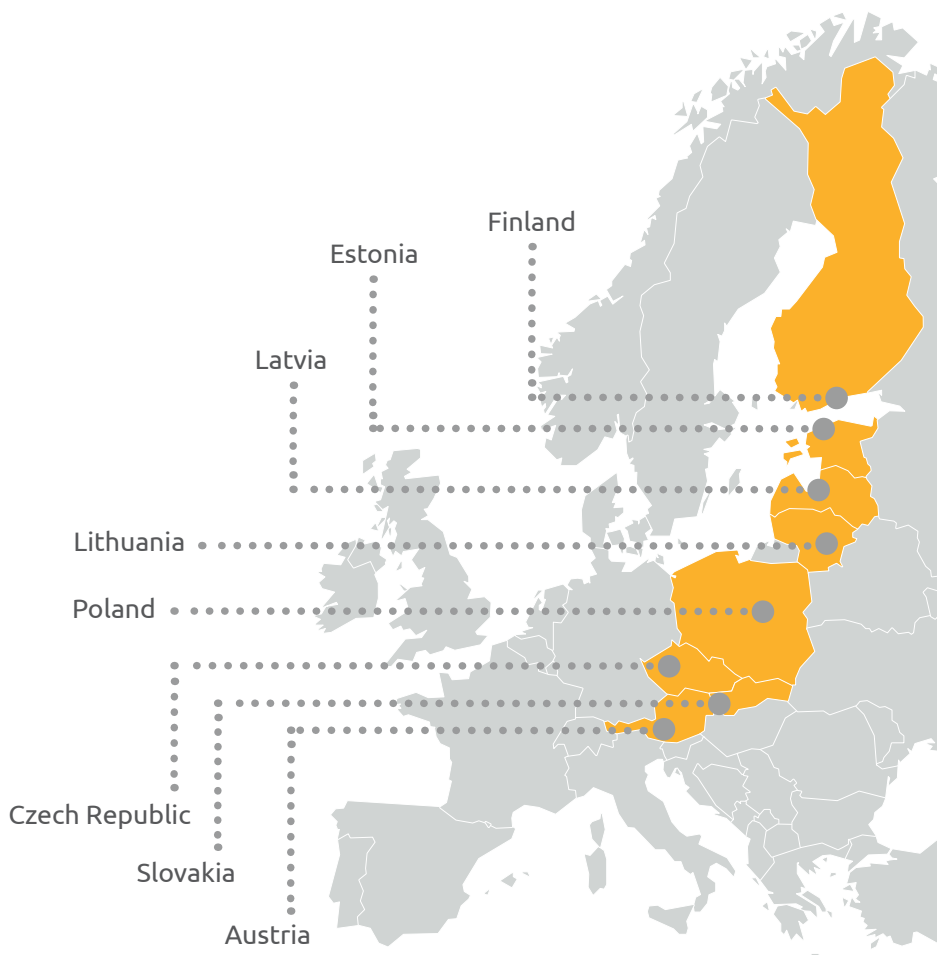 Finland
Estonia
Latvia
Lithuania
Poland
Czech Republic
Slovakia
Austria